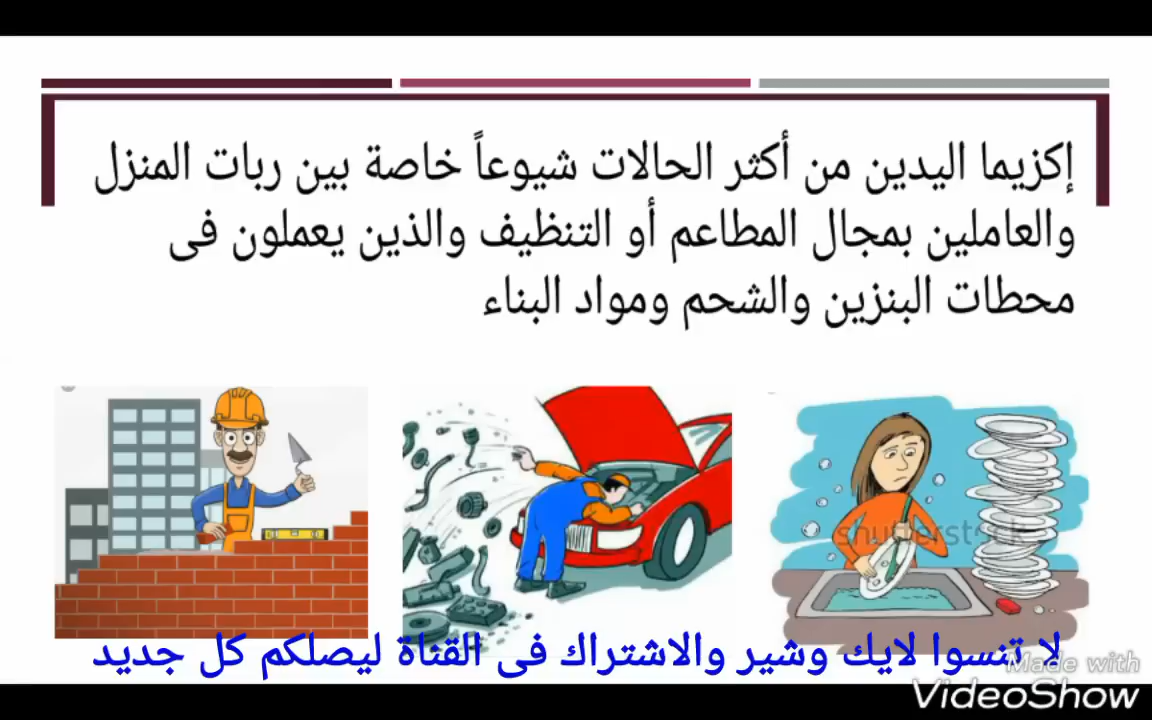 إكزيما اليدين من أكثر الحالات شيوعاً خاصة بين ربات المنزل
والعاملين بمجال المطاعم أو التنظيف والذين يعملون فى
محطات البنزين والشحم ومواد البناء
shutterstock
لا تنسوا لايك وشير والاشتراك فى القناة ليصلكم كل جديد
Made with
VideoShow